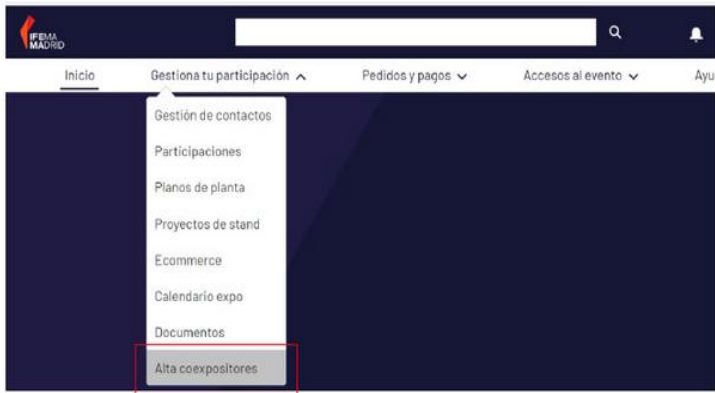 IFEMA
MADRID
Inicio Gestiona tu participación Pedidos y pagos Accesos al evento Ayu
Gestión de contactos
Participaciones
Planos de planta
Proyectos de stand
Ecommerce
Calendario expo
Documentos
Alta coexpositores